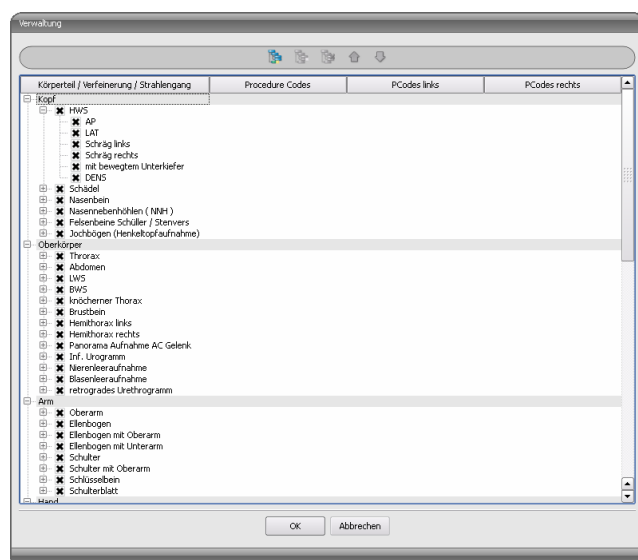 Verwaltung
Körperteil / Verfeinerung / Strahlengang Procedure Codes PCodes links PCodes rechts
Kopf
HWS
AP
LAT
Schräg links
Schräg rechts
mit bewegtem Unterkiefer
DENS
Schädel
Nasenbein
Nasennebenhöhlen ( NNH )
Felsenbeine Schüller / Stenvers
Jochbögen (Henkeltopfaufnahme)
Oberkörper
Throrax
Abdomen
LWS
BWS
knöcherner Thorax
Brustbein
Hemithorax links
Hemithorax rechts
Panorama Aufnahme AC Gelenk
Inf. Urogramm
Nierenleeraufnahme
Blasenleeraufnahme
retrogrades Urethrogramm
Arm
Oberarm
Ellenbogen
Ellenbogen mit Oberarm
Ellenbogen mit Unterarm
Schulter
Schulter mit Oberarm
Schlüsselbein
Schulterblatt
Hand
OK Abbrechen